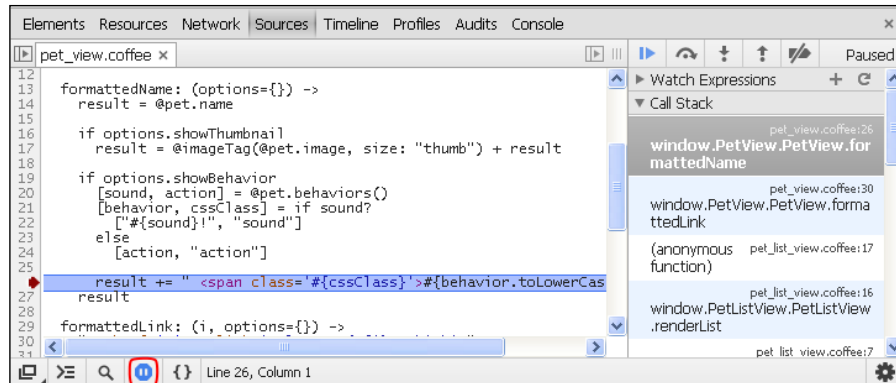 Elements Resources Network Sources Timeline Profiles Audits Console
pet_view.coffee
Paused
12
13 formattedName: (options={}) ->
14 result = @pet.name
15
16 if options.showThumbnail
17 result = @imageTag(@pet.image, size: "thumb") + result
18
19 if options.showBehavior
20 [sound, action] = @pet.behaviors()
21 [behavior, cssClass] = if sound?
22 ["#{sound}!", "sound"]
23 else
24 [action, "action"]
25
result += " <span class='#{cssClass}'>#{behavior.toLowerCas
27 result
28
29 formattedLink: (i, options={}) ->
30
31
Watch Expressions
Call Stack
pet_view.coffee:26
window.PetView.PetView.for
mattedName
pet_view.coffee:30
window.PetView.PetView.forma
ttedLink
(anonymous pet_list_view.coffee:17
function)
pet_list_view.coffee:16
window.PetListView.PetListView
.renderList
pet_list_view.coffee:7
{ } Line 26, Column 1